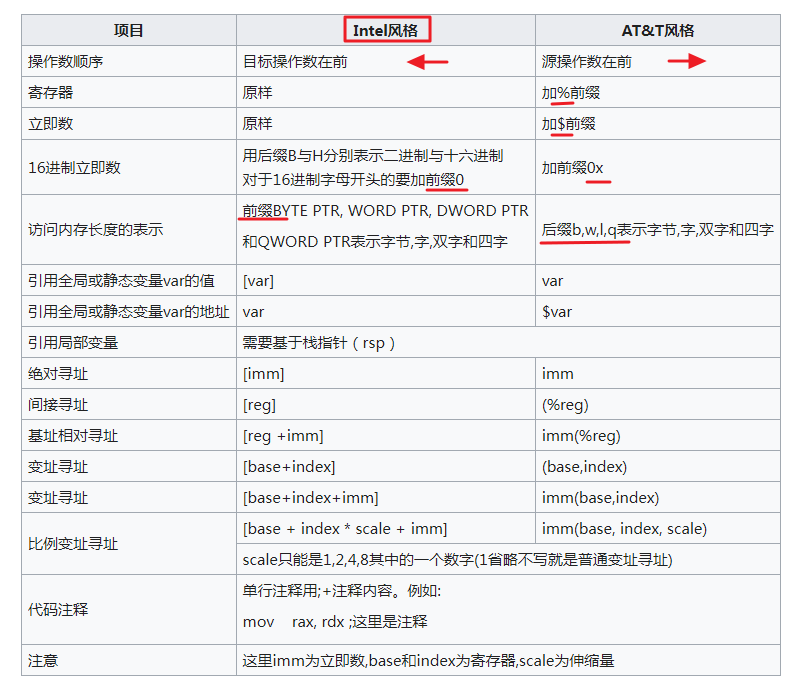 项目 Intel风格 AT&T风格
操作数顺序 目标操作数在前 源操作数在前
寄存器 原样 加%前缀
立即数 原样 加$前缀
16进制立即数 用后缀B与H分别表示二进制与十六进制
对于16进制字母开头的要加前缀0 加前缀0x
访问内存长度的表示 前缀BYTE PTR, WORD PTR, DWORD PTR
和QWORD PTR表示字节,字,双字和四字 后缀b,w,l,q表示字节,字,双字和四字
引用全局或静态变量var的值 [var] var
引用全局或静态变量var的地址 var $var
引用局部变量 需要基于栈指针（rsp）
绝对寻址 [imm] imm
间接寻址 [reg] (%reg)
基址相对寻址 [reg +imm] imm(%reg)
变址寻址 [base+index] (base,index)
变址寻址 [base+index+imm] imm(base,index)
比例变址寻址 [base + index * scale + imm] imm(base, index, scale)
scale只能是1,2,4,8其中的一个数字(1省略不写就是普通变址寻址)
代码注释 单行注释用;+注释内容。例如:
mov rax, rdx ;这里是注释
注意 这里imm为立即数,base和index为寄存器,scale为伸缩量